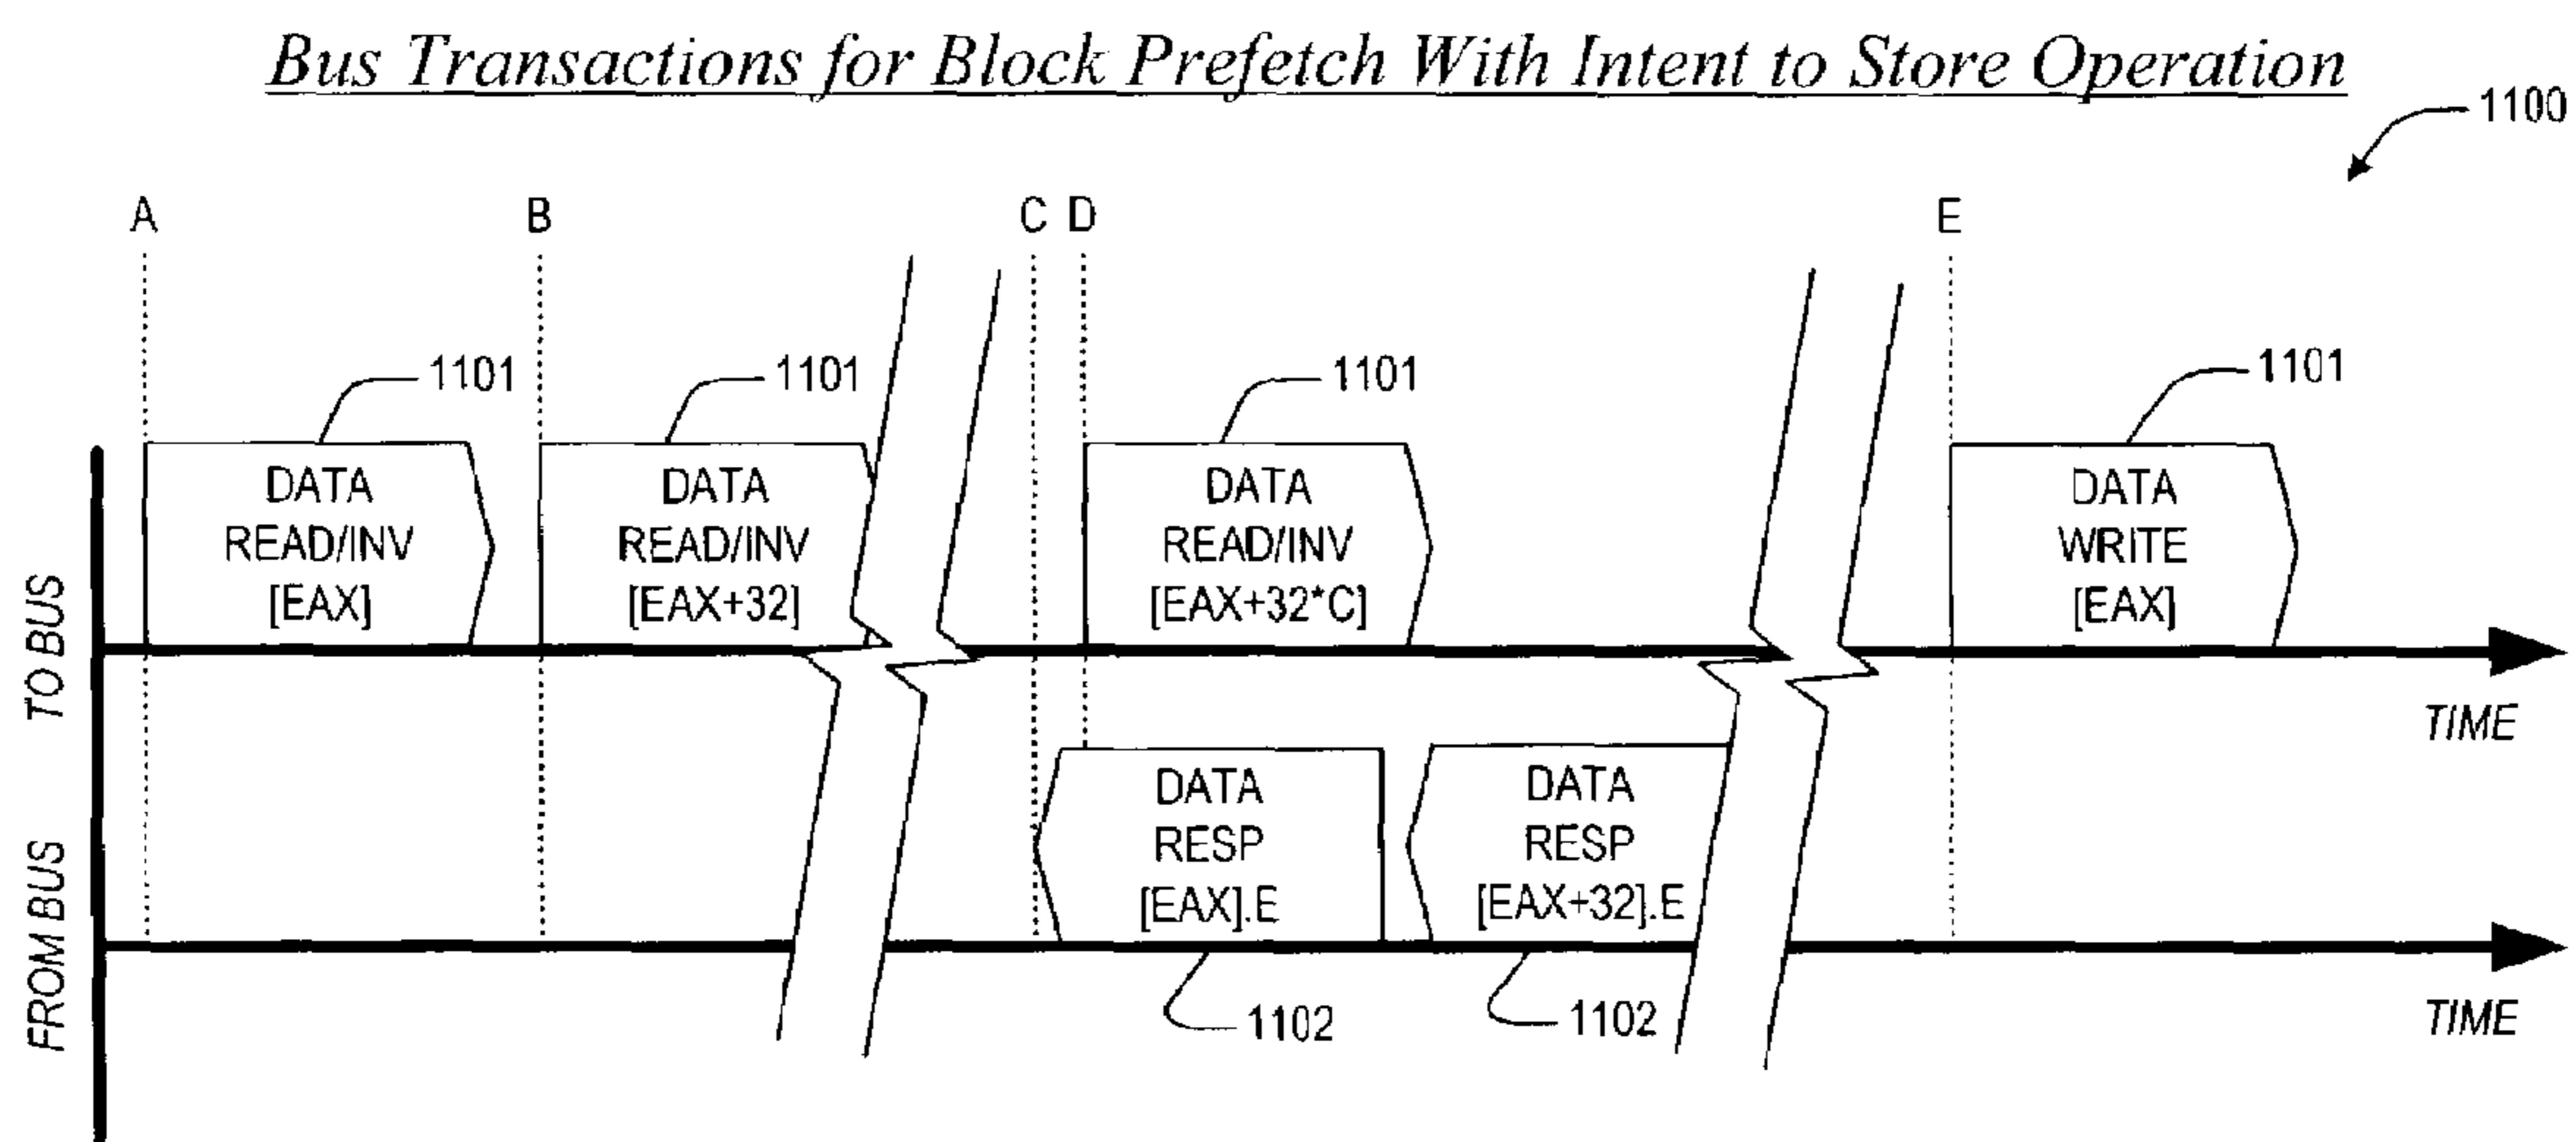 Bus Transactions for Block Prefetch With Intent to Store Operation
1100
A
B
C
D
E
1101
1101
1101
1101
DATA
READ/INV
[EAX]
DATA
READ/INV
[EAX+32]
DATA
READ/INV
[EAX+32*C]
DATA
WRITE
[EAX]
TO BUS
TIME
DATA
RESP
[EAX].E
DATA
RESP
[EAX+32].E
FROM BUS
1102
1102
TIME